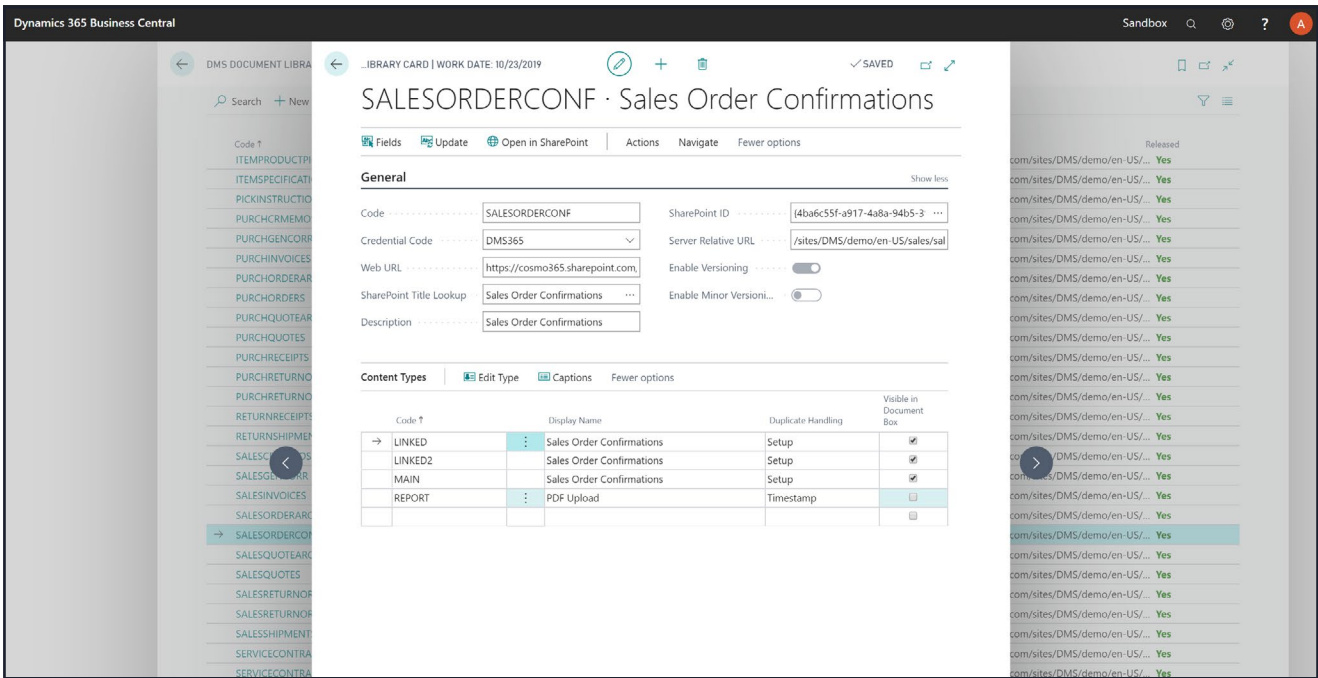 Dynamics 365 Business Central
Sandbox ? A
DMS DOCUMENT LIBRA
...IBRARY CARD | WORK DATE: 10/23/2019
SAVED
Search + New
SALESORDERCONF · Sales Order Confirmations
Fields Update Open in SharePoint Actions Navigate Fewer options
General Show less
Code SALESORDERCONF SharePoint ID {4ba6c55f-a917-4a8a-94b5-3 ...
Credential Code DMS365 Server Relative URL /sites/DMS/demo/en-US/sales/sal
Web URL https://cosmo365.sharepoint.com, Enable Versioning
SharePoint Title Lookup Sales Order Confirmations ... Enable Minor Versioni...
Description Sales Order Confirmations
Content Types Edit Type Captions Fewer options
Code ↑ Display Name Duplicate Handling Visible in Document Box
LINKED Sales Order Confirmations Setup
LINKED2 Sales Order Confirmations Setup
MAIN Sales Order Confirmations Setup
REPORT PDF Upload Timestamp
Code ↑ Released
ITEMPRODUCTPI com/sites/DMS/demo/en-US/... Yes
ITEMSPECIFICATI com/sites/DMS/demo/en-US/... Yes
PICKINSTRUCTIO com/sites/DMS/demo/en-US/... Yes
PURCHCRMEMO com/sites/DMS/demo/en-US/... Yes
PURCHGENCORR com/sites/DMS/demo/en-US/... Yes
PURCHINVOICES com/sites/DMS/demo/en-US/... Yes
PURCHORDERAR com/sites/DMS/demo/en-US/... Yes
PURCHORDERS com/sites/DMS/demo/en-US/... Yes
PURCHQUOTEAR com/sites/DMS/demo/en-US/... Yes
PURCHQUOTES com/sites/DMS/demo/en-US/... Yes
PURCHRECEIPTS com/sites/DMS/demo/en-US/... Yes
PURCHRETURNO com/sites/DMS/demo/en-US/... Yes
PURCHRETURNO com/sites/DMS/demo/en-US/... Yes
RETURNRECEIPTS com/sites/DMS/demo/en-US/... Yes
RETURNSHIPMEN com/sites/DMS/demo/en-US/... Yes
/DMS/demo/en-US/... Yes
/DMS/demo/en-US/... Yes
SALESINVOICES com/sites/DMS/demo/en-US/... Yes
SALESORDERARC com/sites/DMS/demo/en-US/... Yes
SALESORDERCON com/sites/DMS/demo/en-US/... Yes
SALESQUOTEARC com/sites/DMS/demo/en-US/... Yes
SALESQUOTES com/sites/DMS/demo/en-US/... Yes
SALESRETURNOR com/sites/DMS/demo/en-US/... Yes
SALESRETURNOR com/sites/DMS/demo/en-US/... Yes
SALESSHIPMENT com/sites/DMS/demo/en-US/... Yes
SERVICECONTRA com/sites/DMS/demo/en-US/... Yes
SERVICECONTRA com/sites/DMS/demo/en-US/... Yes